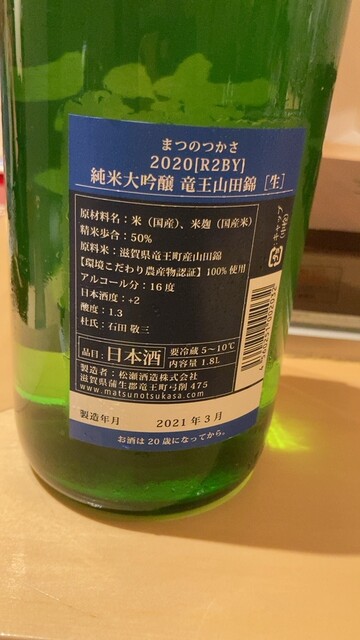 まつのつかさ
2020[R2BY]
純米大吟醸 竜王山田錦 [生]
原材料名：米（国産）、米麹（国産米）
精米歩合：50%
原料米：滋賀県竜王町産山田錦
【環境こだわり農産物認証】100%使用
アルコール分：16度
日本酒度：+2
酸度：1.3
杜氏：石田 敬三
品目：日本酒
要冷蔵 5～10℃
内容量 1.8L
製造者：松瀬酒造株式会社
滋賀県蒲生郡竜王町弓削475
www.matsunotsukasa.com
製造年月 2021年3月
お酒は20歳になってから。
キャップ